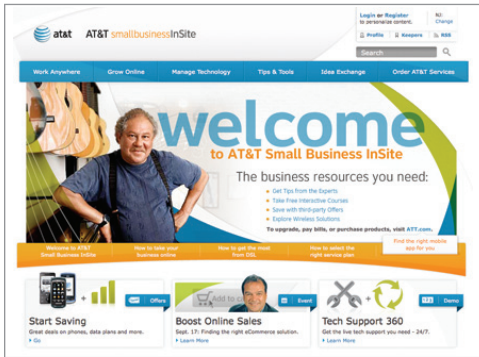 Login or Register
to personalize content.
NJ:
Change
at&t
AT&T smallbusinessInSite
Profile
Keepers
RSS
Search
Work Anywhere
Grow Online
Manage Technology
Tips & Tools
Idea Exchange
Order AT&T Services
welcome
to AT&T Small Business InSite
The business resources you need:
Get Tips from the Experts
Take Free Interactive Courses
Save with third-party Offers
Explore Wireless Solutions
To upgrade, pay bills, or purchase products, visit ATT.com.
Welcome to AT&T
Small Business InSite
How to take your
business online
How to get the most
from DSL
How to select the
right service plan
Find the right mobile
app for you
Offers
Start Saving
Great deals on phones, data plans and more.
Go
Add to
Event
Boost Online Sales
Sept. 17: Finding the right eCommerce solution.
Learn More
Demo
Tech Support 360
Get the live tech support you need - 24/7.
Learn More